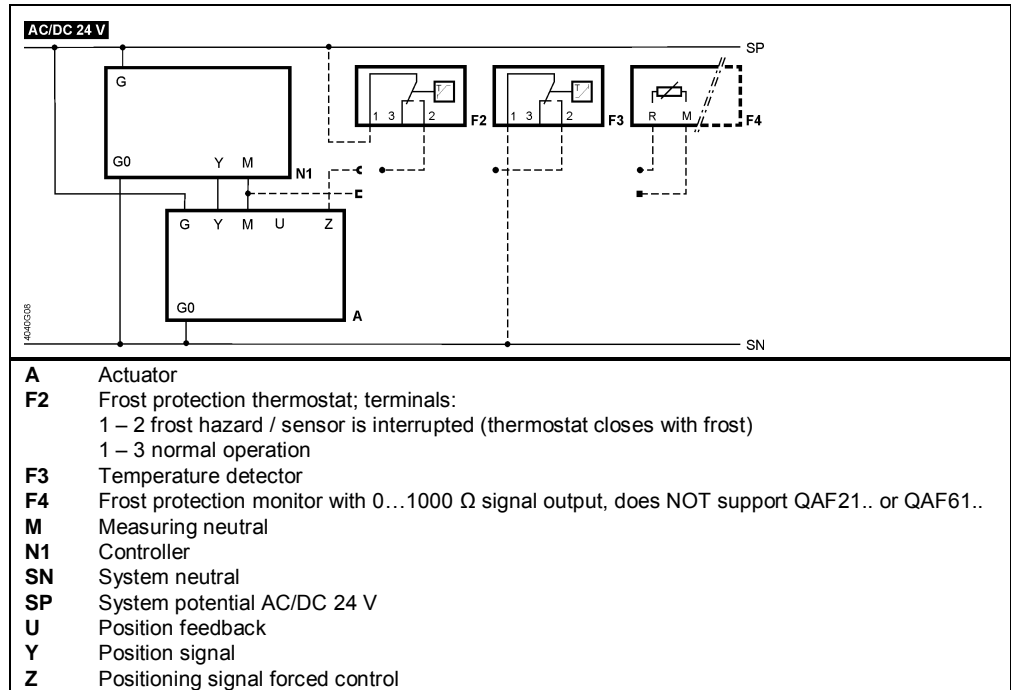 AC/DC 24 V
SP
G
T
T
1 3 2 F2
1 3 2 F3
R M F4
G0 Y M N1
G Y M U Z
G0 A
4040G08
SN
A Actuator
F2 Frost protection thermostat; terminals:
1 – 2 frost hazard / sensor is interrupted (thermostat closes with frost)
1 – 3 normal operation
F3 Temperature detector
F4 Frost protection monitor with 0…1000 Ω signal output, does NOT support QAF21.. or QAF61..
M Measuring neutral
N1 Controller
SN System neutral
SP System potential AC/DC 24 V
U Position feedback
Y Position signal
Z Positioning signal forced control